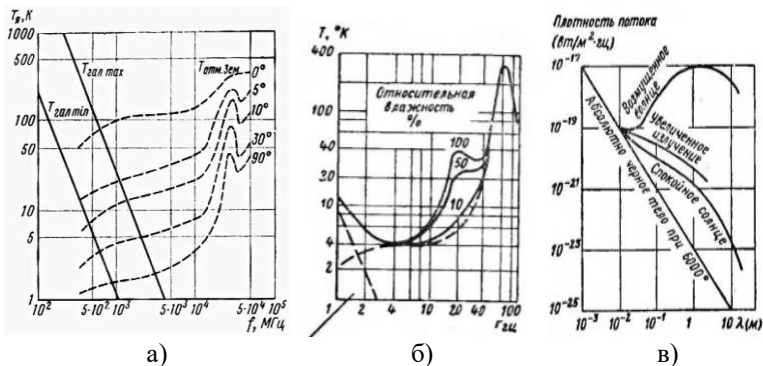 Tя, К
1000
500
100
50
10
5
1
Tгал max
Tгал min
Tатм. Зем.
0°
5°
10°
30°
90°
10² 5·10² 10³ 5·10³ 10⁴ 5·10⁴ 10⁵
f, МГц
а)
T, °К
400
100
40
20
10
4
2
1
Относительная
влажность
%
100
50
10
1 2 4 10 20 40 100
Гц
б)
Плотность потока
(вт/м²·гц)
10⁻¹⁷
10⁻¹⁹
10⁻²¹
10⁻²³
10⁻²⁵
Возмущенное солнце
Увеличенное излучение
Спокойное солнце
Абсолютно черное тело при 6000°
10⁻³ 10⁻² 10⁻¹ 1 10 λ(м)
в)